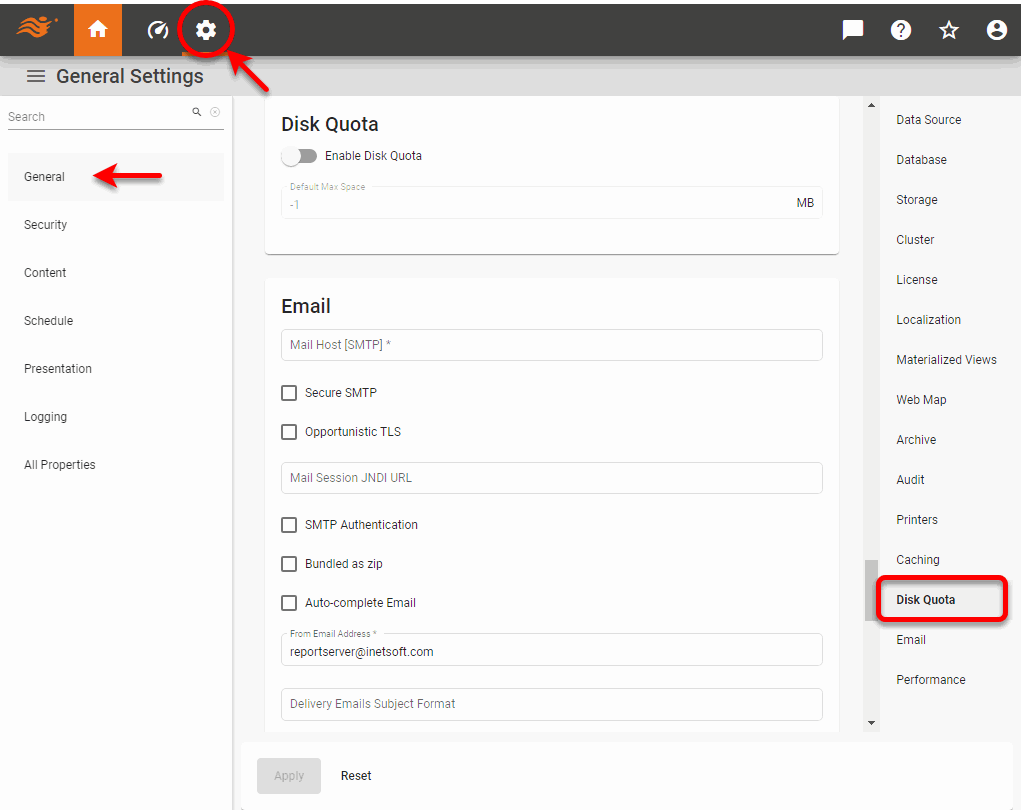 General Settings
Search
General
Security
Content
Schedule
Presentation
Logging
All Properties
Disk Quota
Enable Disk Quota
Default Max Space
-1 MB
Email
Mail Host [SMTP] *
Secure SMTP
Opportunistic TLS
Mail Session JNDI URL
SMTP Authentication
Bundled as zip
Auto-complete Email
From Email Address *
reportserver@inetsoft.com
Delivery Emails Subject Format
Apply Reset
Data Source
Database
Storage
Cluster
License
Localization
Materialized Views
Web Map
Archive
Audit
Printers
Caching
Disk Quota
Email
Performance